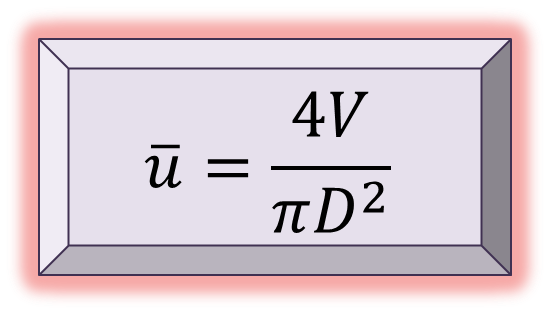 ū = 4V / πD²